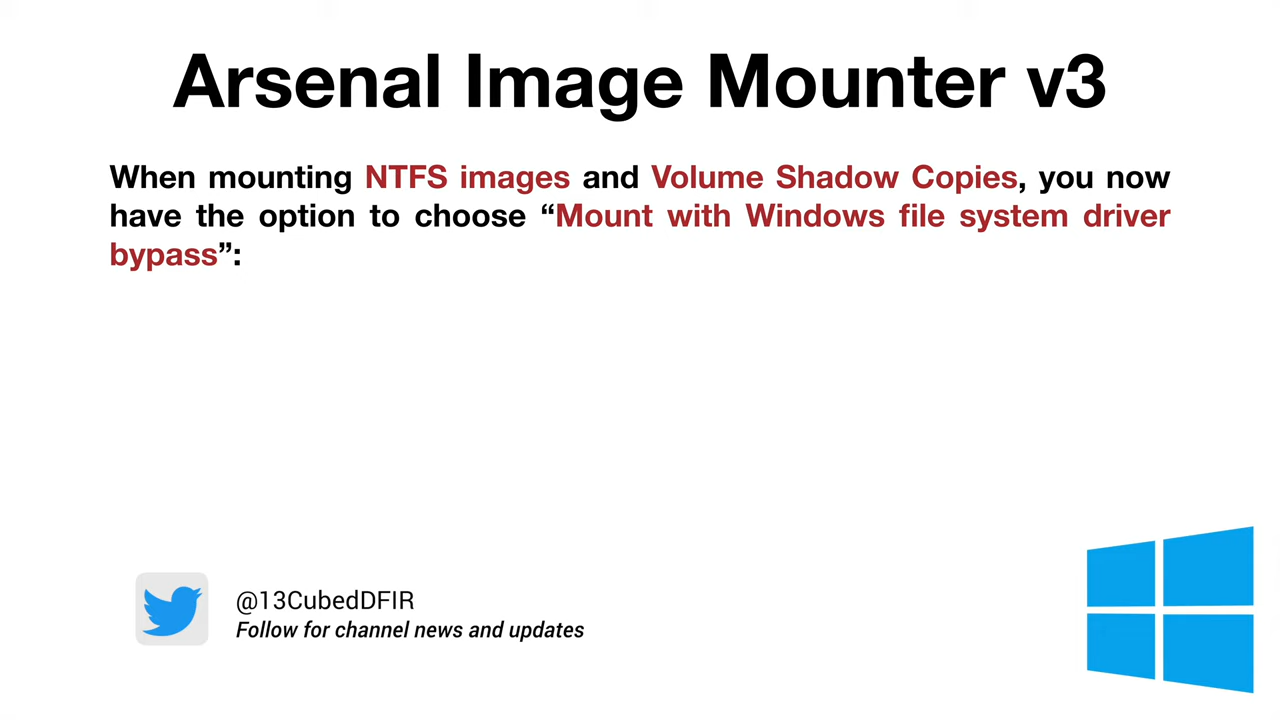 Arsenal Image Mounter v3
When mounting NTFS images and Volume Shadow Copies, you now
have the option to choose “Mount with Windows file system driver
bypass”:
@13CubedDFIR
Follow for channel news and updates